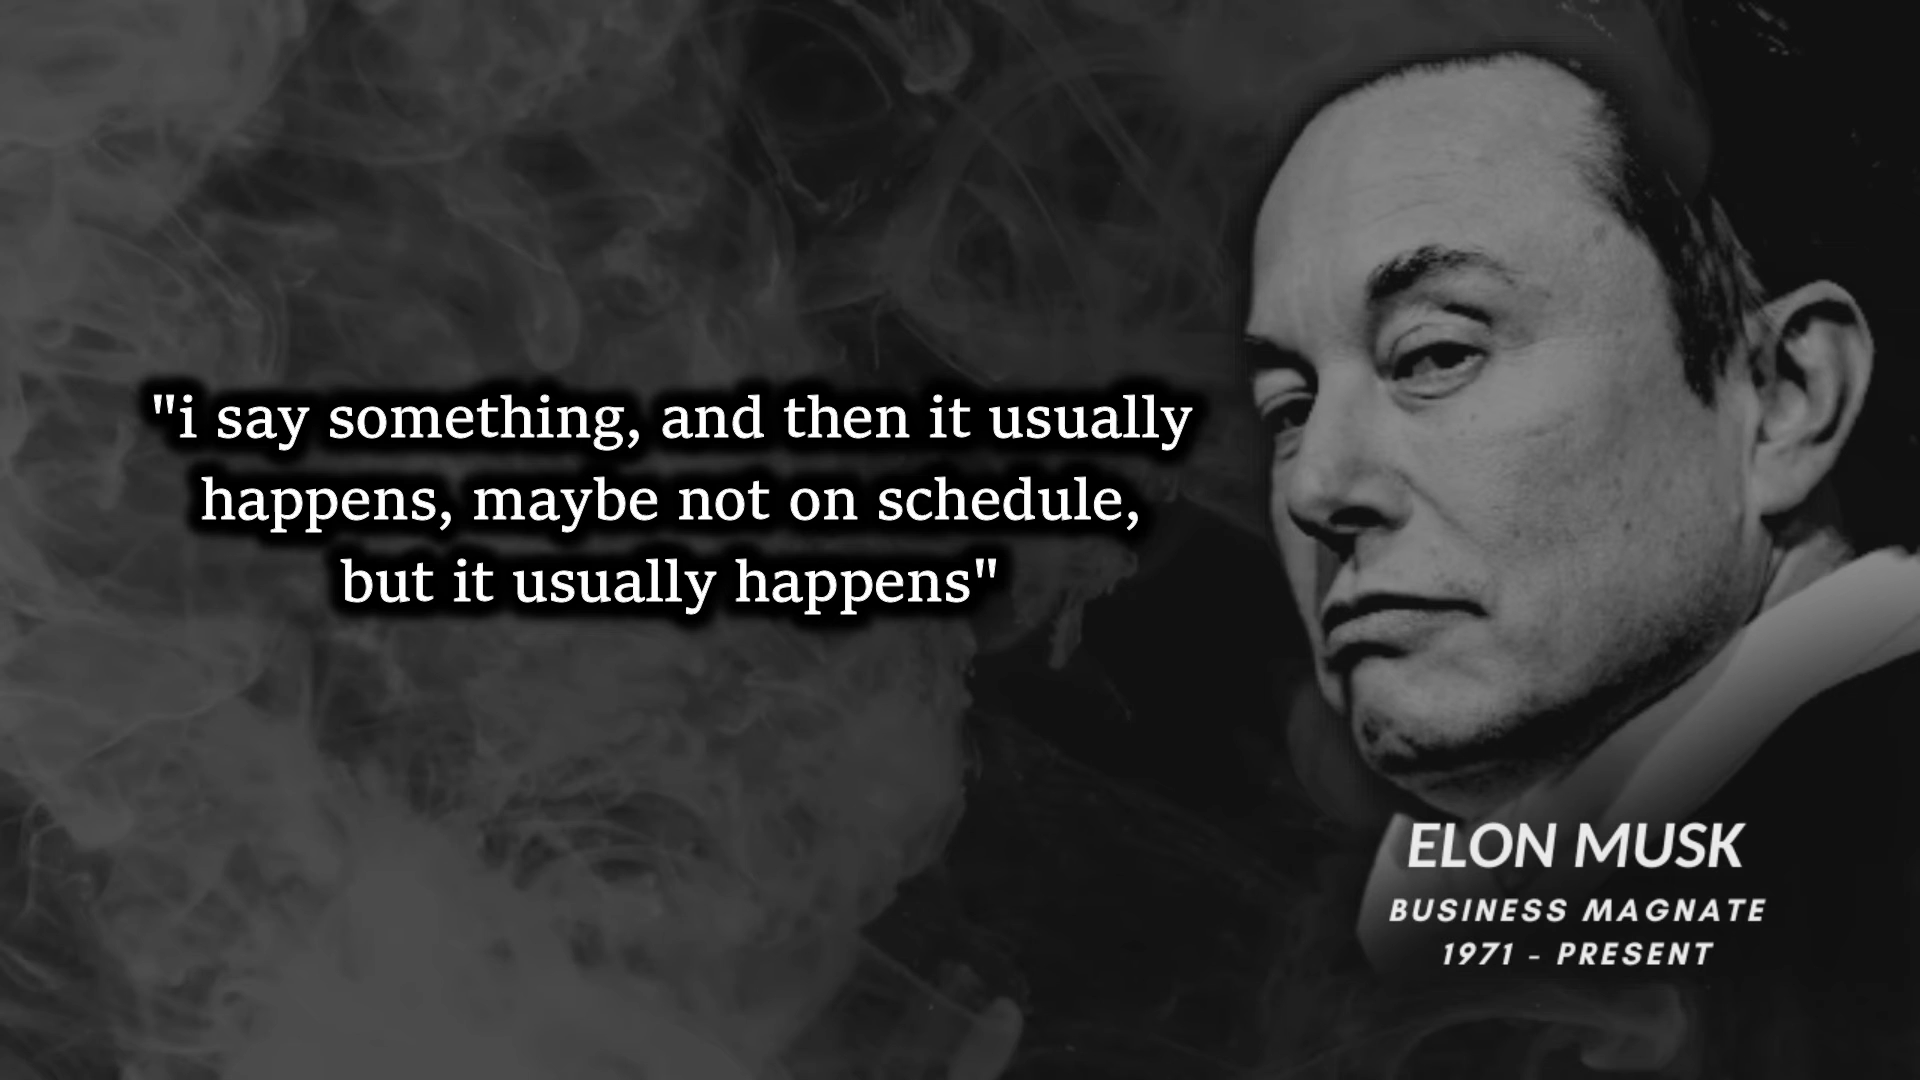 "i say something, and then it usually
happens, maybe not on schedule,
but it usually happens"
ELON MUSK
BUSINESS MAGNATE
1971 - PRESENT